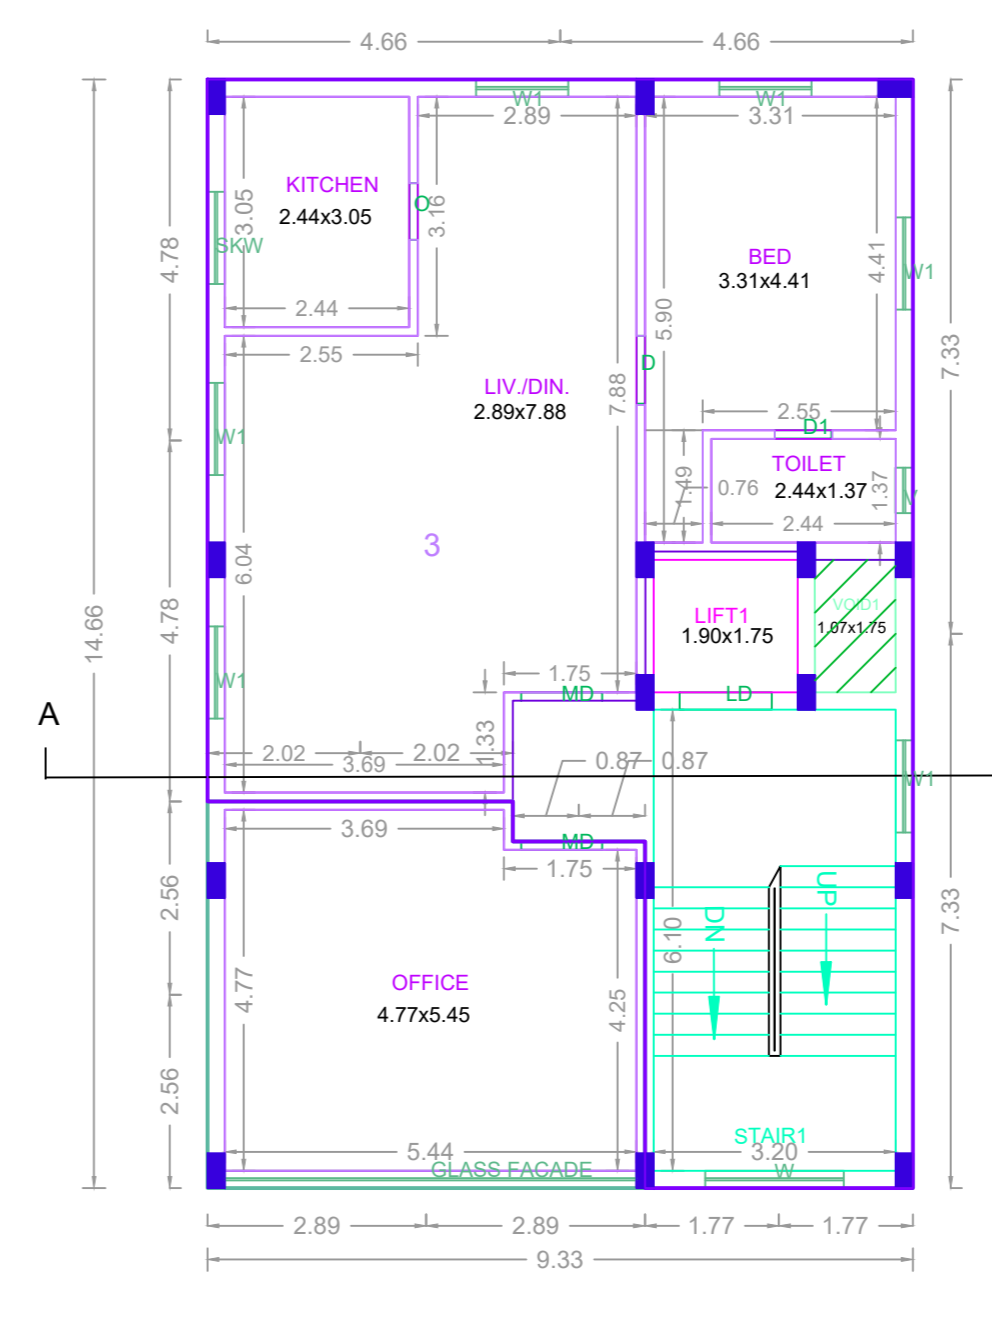 4.66
4.66
W1
W1
2.89
3.31
KITCHEN
2.44x3.05
3.05
O
3.16
SKW
4.78
BED
3.31x4.41
4.41
W1
2.44
5.90
7.33
2.55
D
LIV./DIN.
2.89x7.88
7.88
2.55
D1
W1
TOILET
2.44x1.37
1.37
V
1.49
0.76
2.44
3
6.04
4.78
14.66
VOID1
1.07x1.75
LIFT1
1.90x1.75
W1
1.75
MD
LD
A
1.33
2.02
2.02
3.69
0.87
0.87
W1
3.69
MD
1.75
2.56
UP
DN
6.10
7.33
OFFICE
4.77x5.45
4.77
4.25
2.56
STAIR1
5.44
3.20
GLASS FACADE
W
2.89
2.89
1.77
1.77
9.33